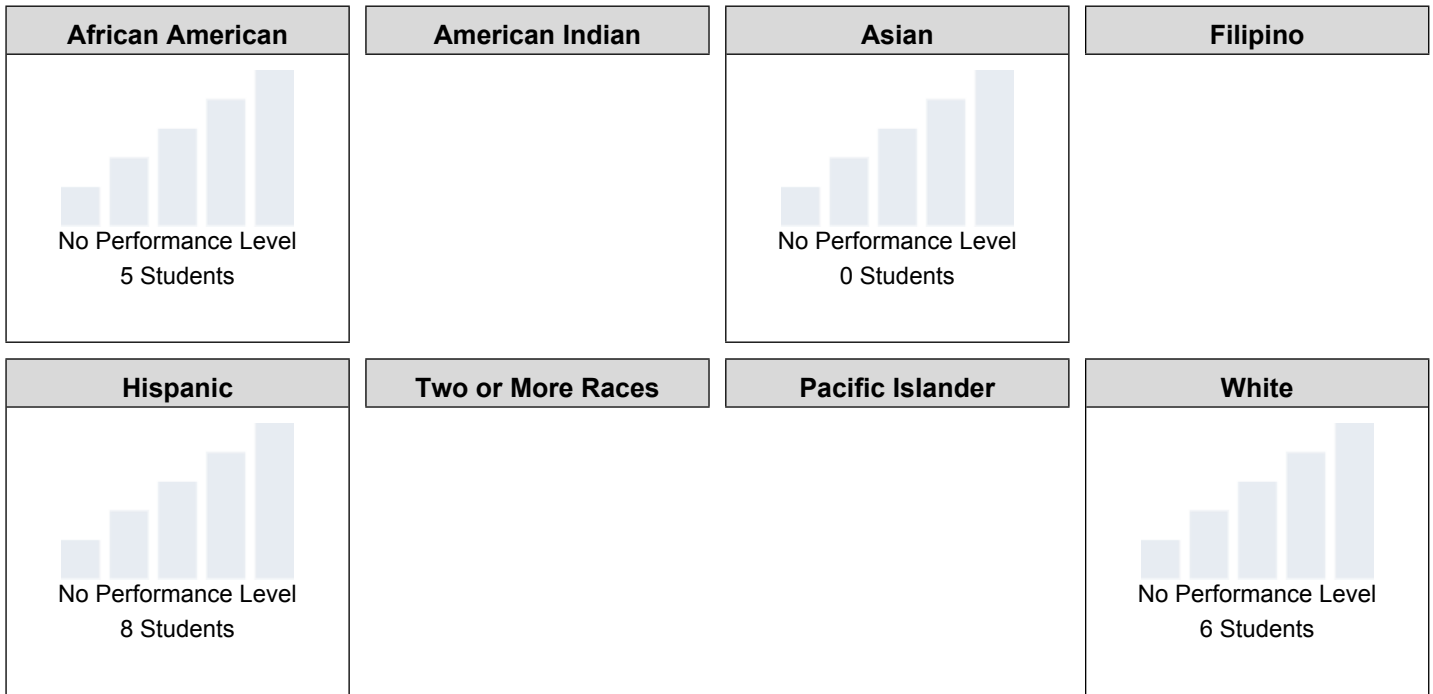 African American
American Indian
Asian
Filipino
No Performance Level
5 Students
No Performance Level
0 Students
Hispanic
Two or More Races
Pacific Islander
White
No Performance Level
8 Students
No Performance Level
6 Students